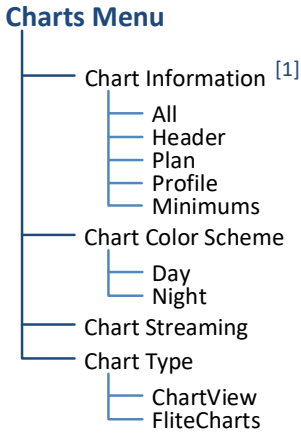 Charts Menu
Chart Information [1]
All
Header
Plan
Profile
Minimums
Chart Color Scheme
Day
Night
Chart Streaming
Chart Type
ChartView
FliteCharts